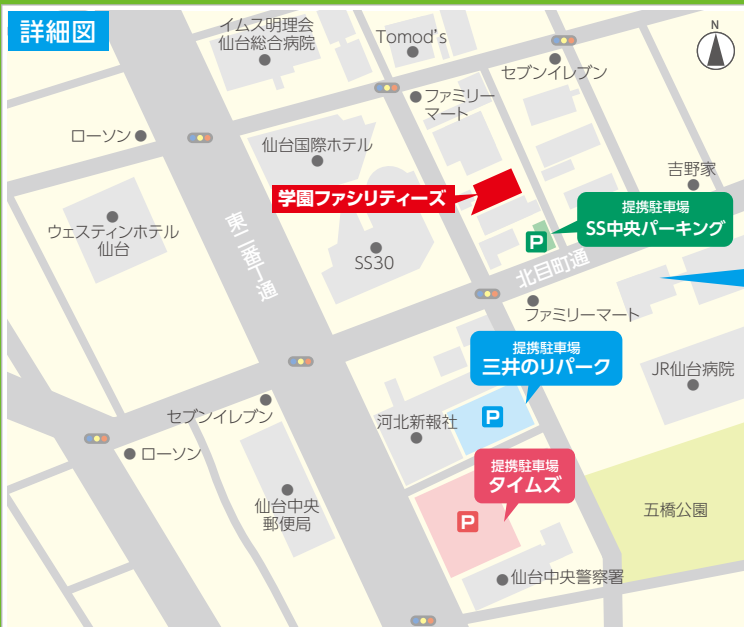 詳細図
イムス明理会
仙台総合病院
Tomod's
N
セブンイレブン
ファミリー
マート
ローソン
仙台国際ホテル
吉野家
学園ファシリティーズ
提携駐車場
SS中央パーキング
P
ウェスティンホテル
仙台
東二番丁通
SS30
北目町通
ファミリーマート
提携駐車場
三井のリパーク
P
JR仙台病院
セブンイレブン
河北新報社
ローソン
提携駐車場
タイムズ
P
仙台中央
郵便局
五橋公園
仙台中央警察署